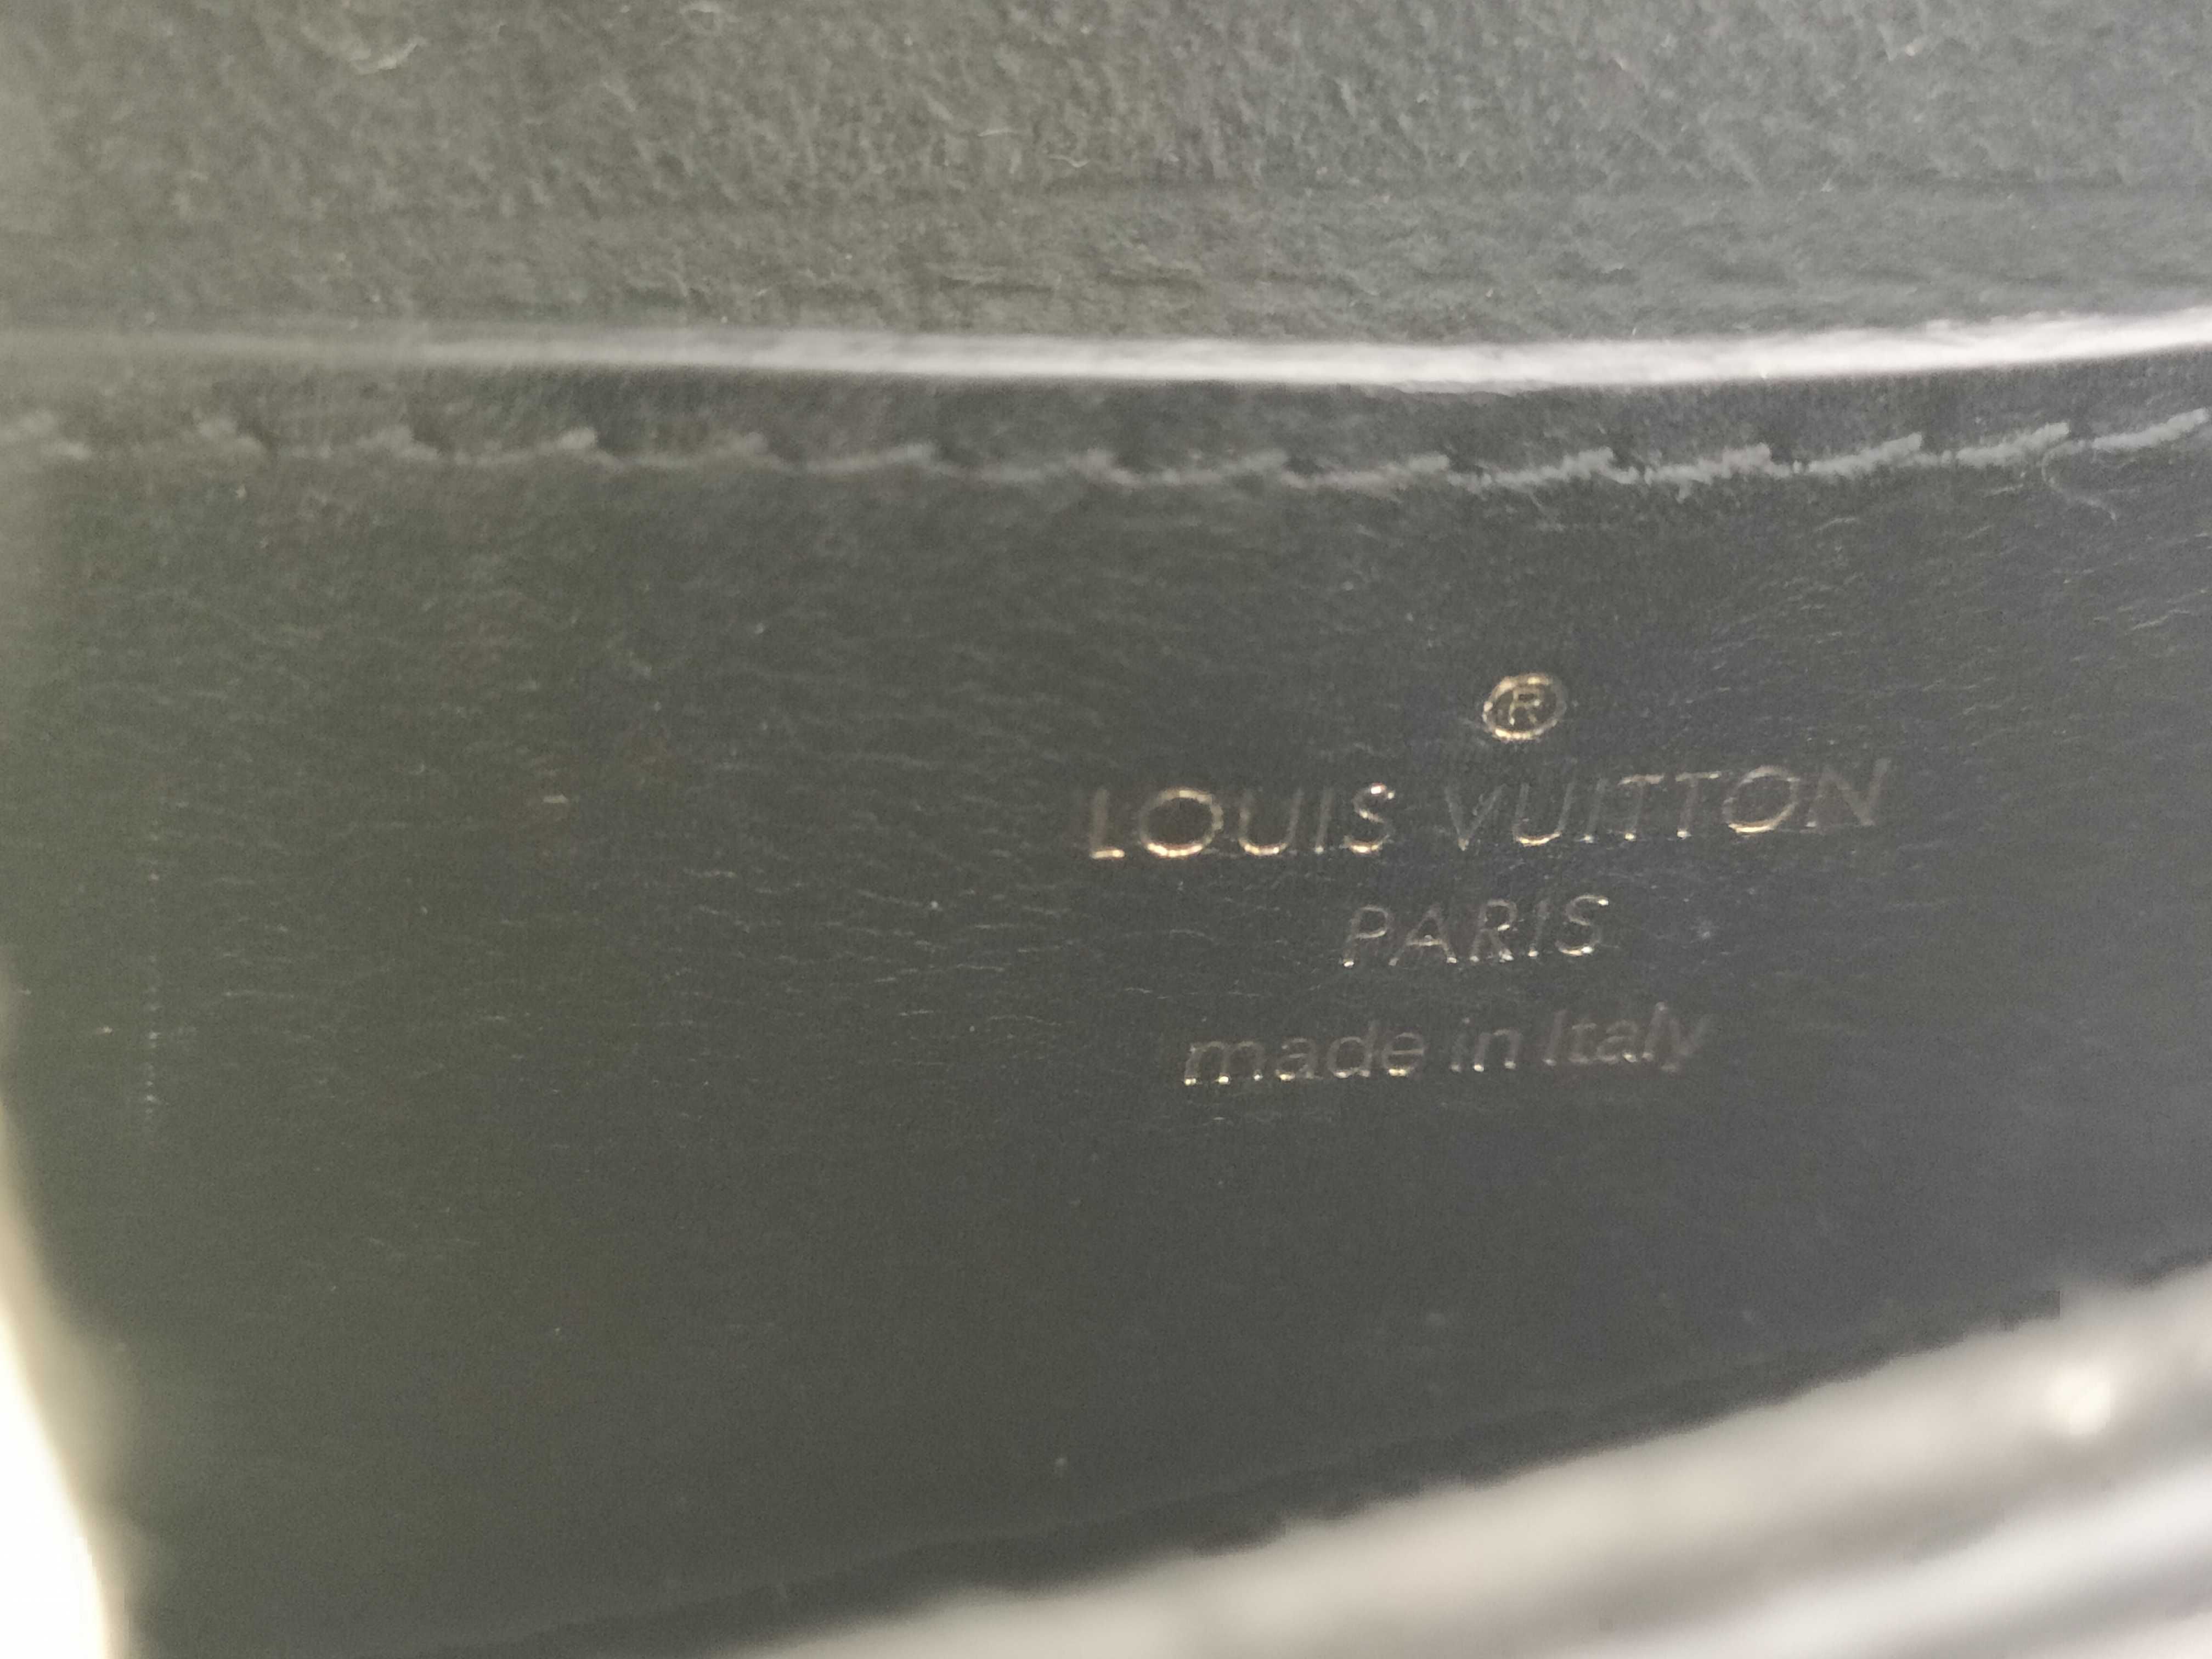 ®
LOUIS VUITTON
PARIS
made in Italy